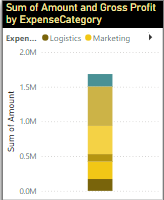 Sum of Amount and Gross Profit
by ExpenseCategory
Expen... Logistics Marketing
2.0M
1.5M
1.0M
0.5M
0.0M
Sum of Amount